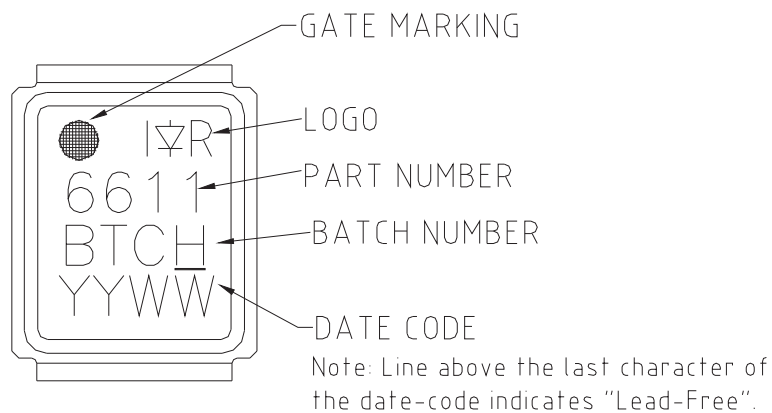 GATE MARKING
I R
LOGO
6611
PART NUMBER
BTCH
BATCH NUMBER
YYWW
DATE CODE
Note: Line above the last character of
the date-code indicates "Lead-Free".